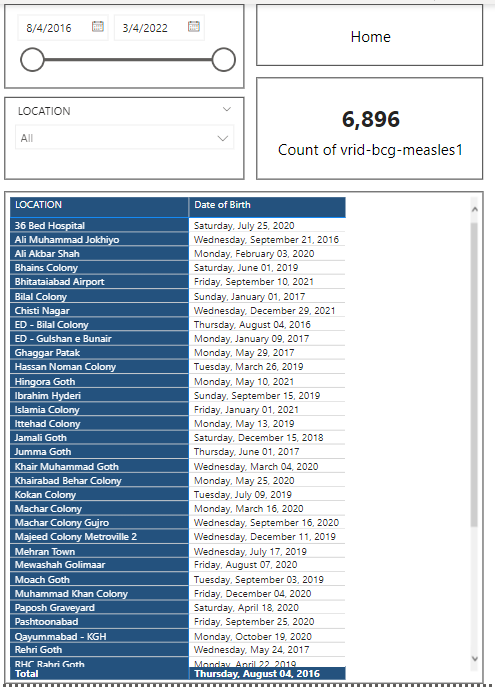 8/4/2016 3/4/2022
Home
LOCATION
All
6,896
Count of vrid-bcg-measles1
LOCATION Date of Birth
36 Bed Hospital Saturday, July 25, 2020
Ali Muhammad Jokhiyo Wednesday, September 21, 2016
Ali Akbar Shah Monday, February 03, 2020
Bhains Colony Saturday, June 01, 2019
Bhitataiabad Airport Friday, September 10, 2021
Bilal Colony Sunday, January 01, 2017
Chisti Nagar Wednesday, December 29, 2021
ED - Bilal Colony Thursday, August 04, 2016
ED - Gulshan e Bunair Monday, January 09, 2017
Ghaggar Patak Monday, May 29, 2017
Hassan Noman Colony Tuesday, March 26, 2019
Hingora Goth Monday, May 10, 2021
Ibrahim Hyderi Sunday, September 15, 2019
Islamia Colony Friday, January 01, 2021
Ittehad Colony Monday, May 13, 2019
Jamali Goth Saturday, December 15, 2018
Jumma Goth Thursday, June 01, 2017
Khair Muhammad Goth Wednesday, March 04, 2020
Khairabad Behar Colony Monday, May 25, 2020
Kokan Colony Tuesday, July 09, 2019
Machar Colony Monday, March 16, 2020
Machar Colony Gujro Wednesday, September 16, 2020
Majeed Colony Metroville 2 Wednesday, December 11, 2019
Mehran Town Wednesday, July 17, 2019
Mewashah Golimaar Friday, August 07, 2020
Moach Goth Tuesday, September 03, 2019
Muhammad Khan Colony Friday, December 04, 2020
Paposh Graveyard Saturday, April 18, 2020
Pashtoonabad Friday, September 25, 2020
Qayummabad - KGH Monday, October 19, 2020
Rehri Goth Wednesday, May 24, 2017
RHC Rahri Goth Monday, April 22, 2019
Total Thursday, August 04, 2016